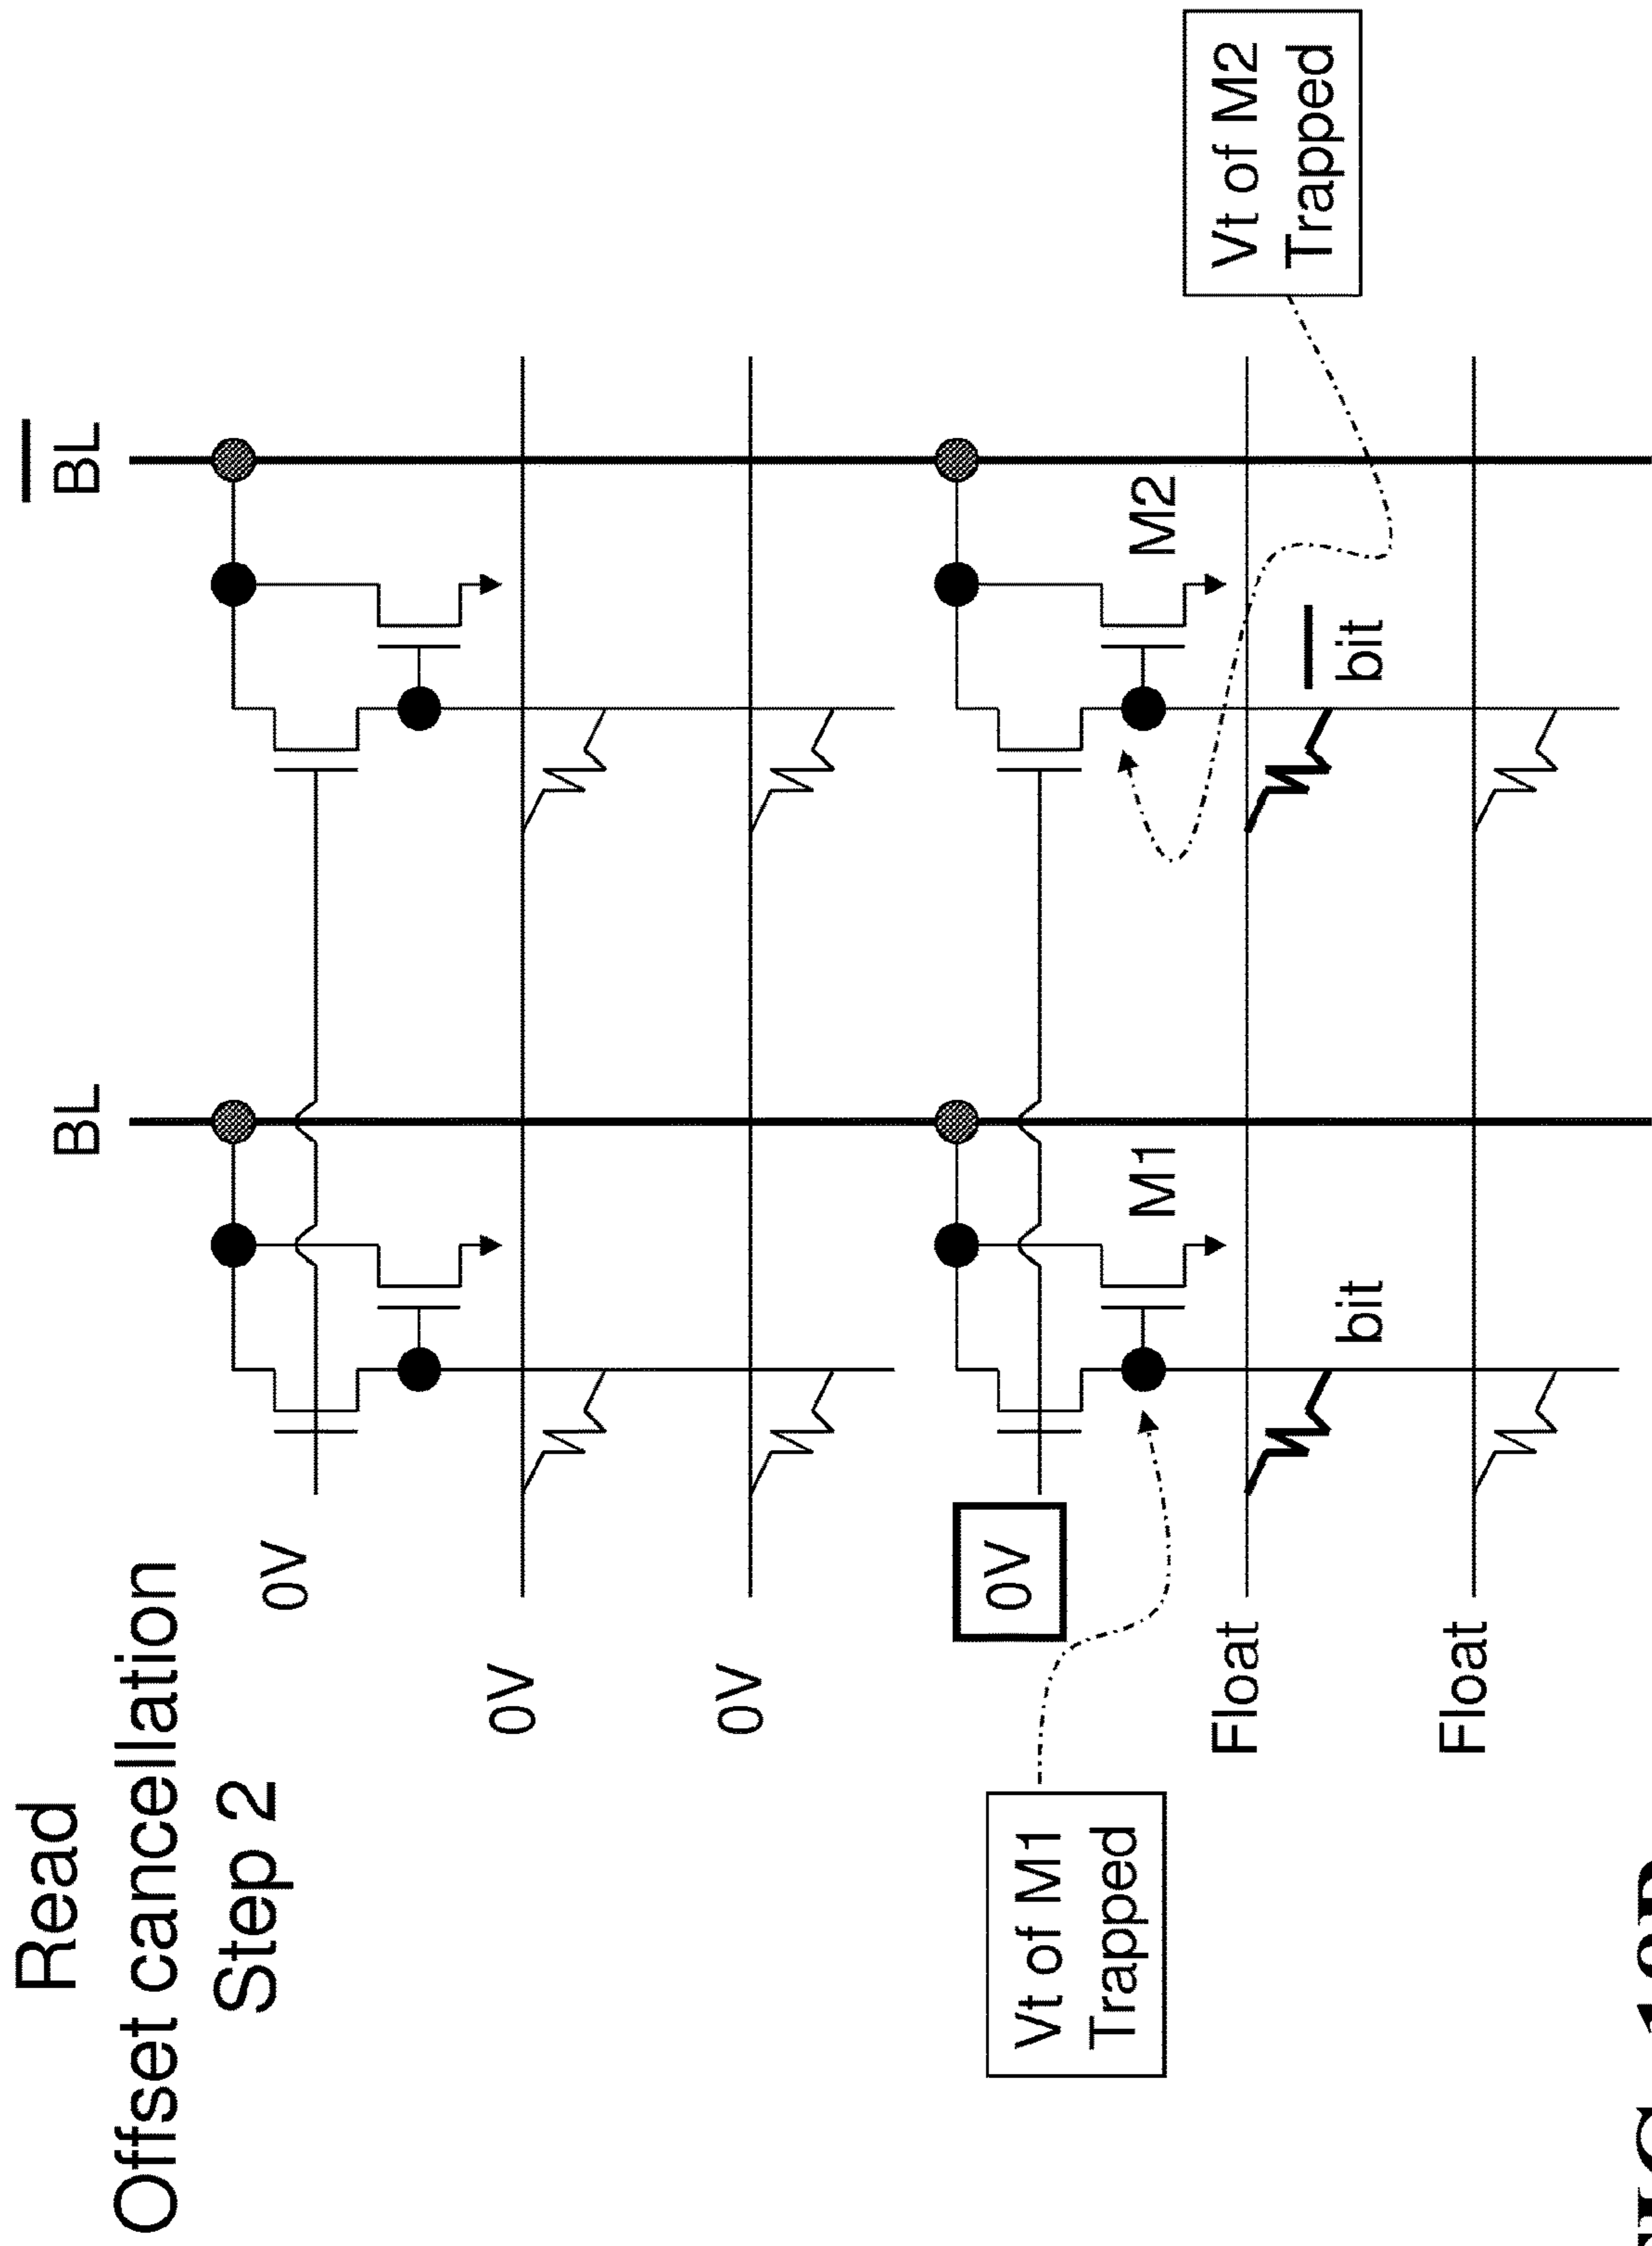 Read
Offset cancellation
Step 2
BL
BL
0V
0V
0V
0V
M1
M2
Vt of M1
Trapped
Vt of M2
Trapped
Float
bit
bit
Float